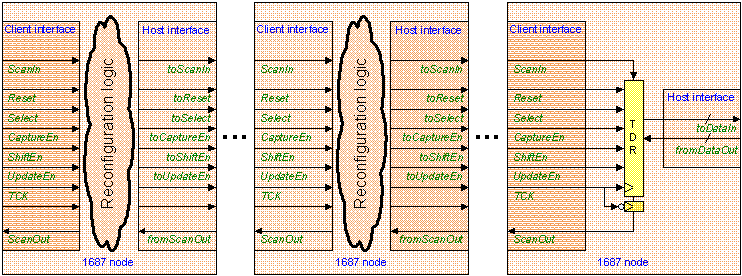 Client interface
Host interface
ScanIn
toScanIn
Reset
toReset
Select
toSelect
CaptureEn
toCaptureEn
ShiftEn
toShiftEn
UpdateEn
toUpdateEn
TCK
ScanOut
fromScanOut
Reconfiguration logic
1687 node
Client interface
Host interface
ScanIn
toScanIn
Reset
toReset
Select
toSelect
CaptureEn
toCaptureEn
ShiftEn
toShiftEn
UpdateEn
toUpdateEn
TCK
ScanOut
fromScanOut
Reconfiguration logic
1687 node
Client interface
ScanIn
Reset
Select
CaptureEn
ShiftEn
UpdateEn
TCK
ScanOut
TDR
Host interface
toDataIn
fromDataOut
1687 node